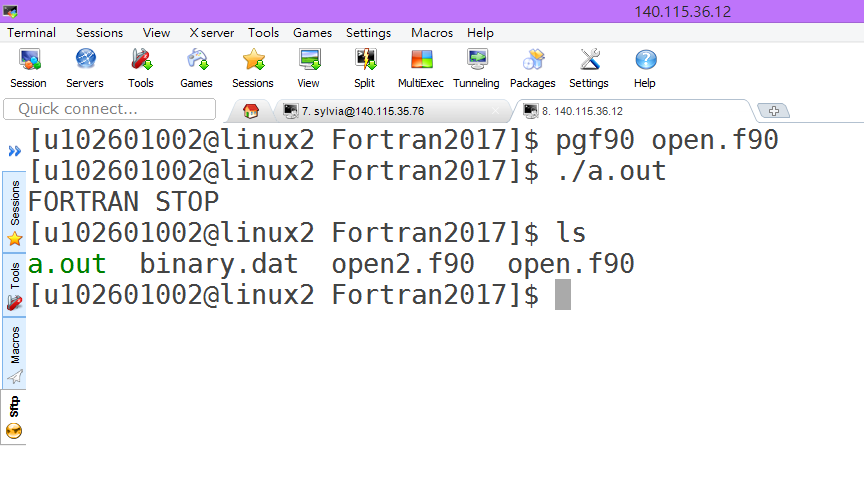 140.115.36.12
Terminal Sessions View X server Tools Games Settings Macros Help
Session Servers Tools Games Sessions View Split MultiExec Tunneling Packages Settings Help
Quick connect...
7. sylvia@140.115.35.76
8. 140.115.36.12
[u102601002@linux2 Fortran2017]$ pgf90 open.f90
[u102601002@linux2 Fortran2017]$ ./a.out
FORTRAN STOP
[u102601002@linux2 Fortran2017]$ ls
a.out binary.dat open2.f90 open.f90
[u102601002@linux2 Fortran2017]$
Sessions
Tools
Macros
Sftp